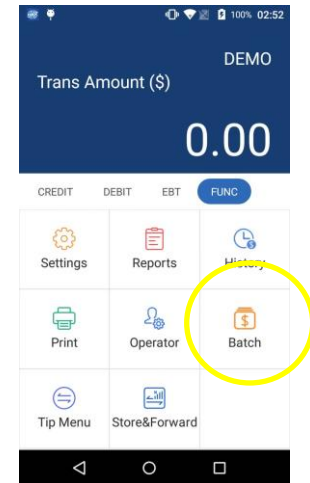 100% 02:52
DEMO
Trans Amount ($)
0.00
CREDIT DEBIT EBT FUNC
Settings Reports History
Print Operator Batch
Tip Menu Store&Forward